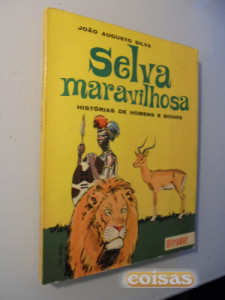 JOÃO AUGUSTO SILVA
Selva
maravilhosa
HISTÓRIAS DE HOMENS E BICHOS
coisas